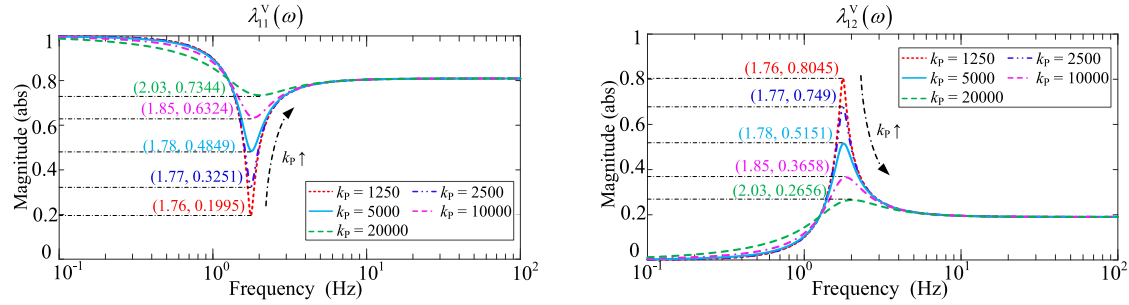 λ₁₁ⱽ(ω)
Magnitude (abs)
1
0.8
0.6
0.4
0.2
0
(2.03, 0.7344)
(1.85, 0.6324)
(1.78, 0.4849)
(1.77, 0.3251)
(1.76, 0.1995)
kP ↑
kP = 1250 kP = 2500
kP = 5000 kP = 10000
kP = 20000
10⁻¹ 10⁰ 10¹ 10²
Frequency (Hz)
λ₁₂ⱽ(ω)
Magnitude (abs)
1
0.8
0.6
0.4
0.2
0
kP = 1250 kP = 2500
kP = 5000 kP = 10000
kP = 20000
(1.76, 0.8045)
(1.77, 0.749)
(1.78, 0.5151)
(1.85, 0.3658)
(2.03, 0.2656)
kP ↑
10⁻¹ 10⁰ 10¹ 10²
Frequency (Hz)